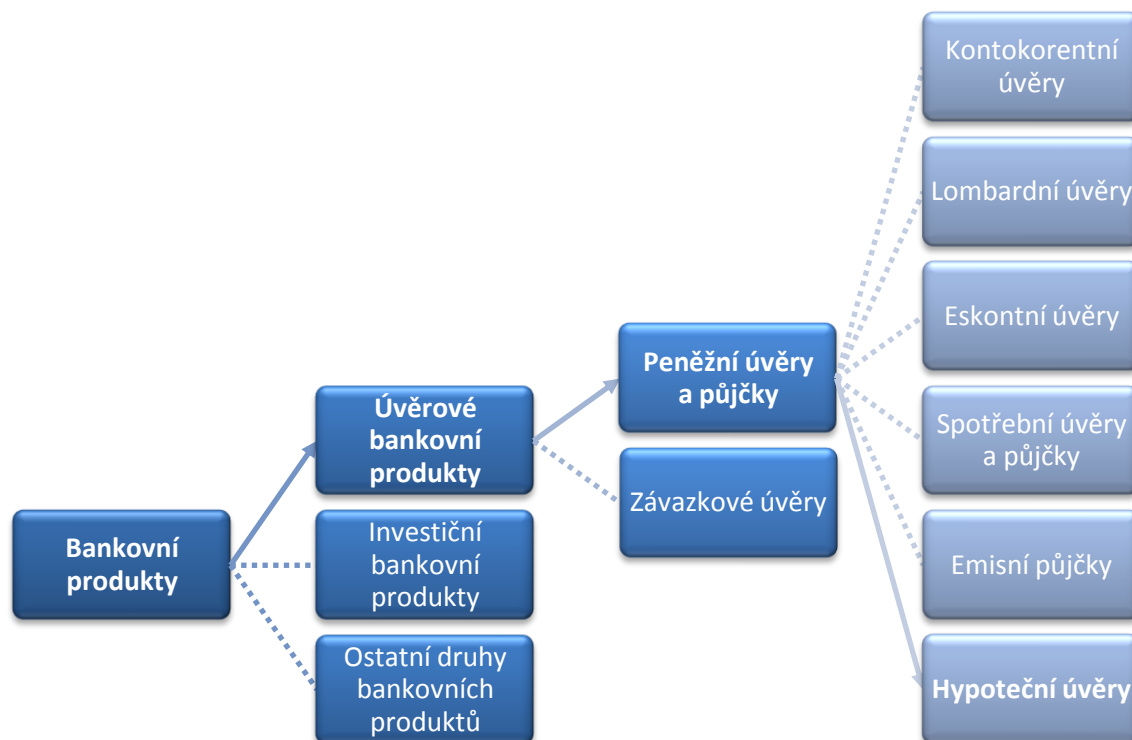 Bankovní
produkty
Úvěrové
bankovní
produkty
Investiční
bankovní
produkty
Ostatní druhy
bankovních
produktů
Peněžní úvěry
a půjčky
Závazkové úvěry
Kontokorentní
úvěry
Lombardní úvěry
Eskontní úvěry
Spotřební úvěry
a půjčky
Emisní půjčky
Hypoteční úvěry